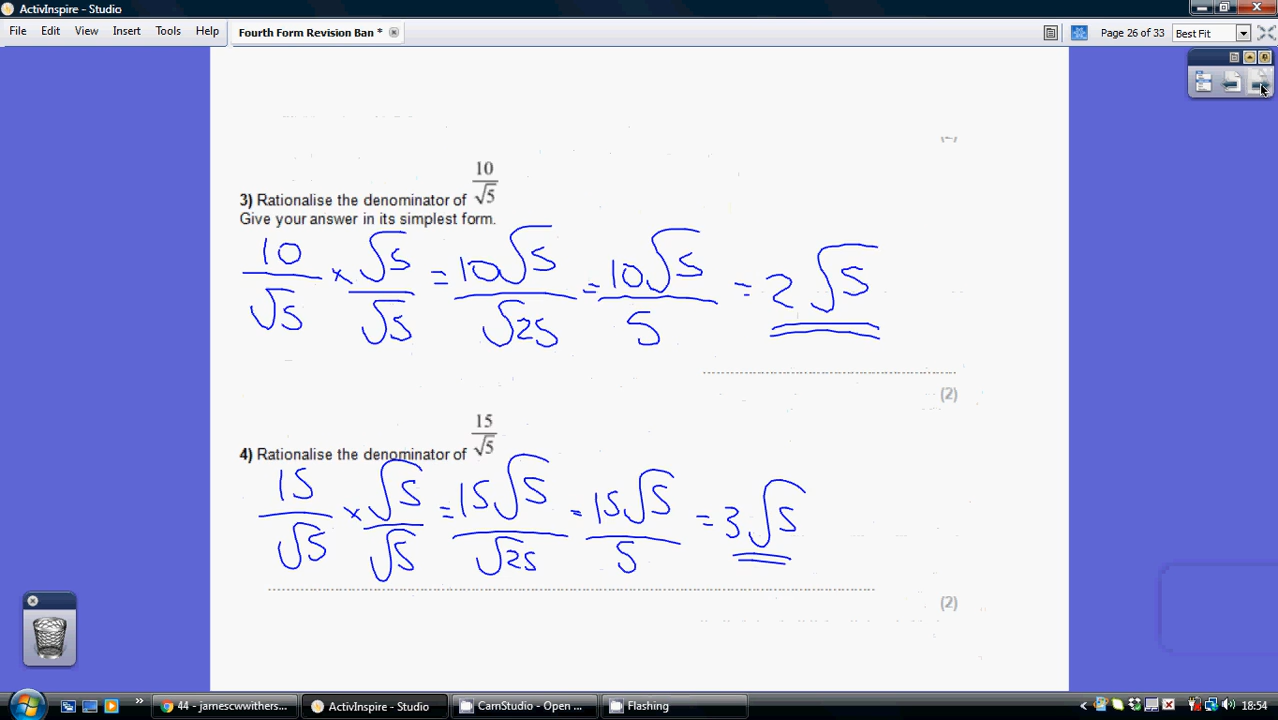 ActivInspire - Studio
File Edit View Insert Tools Help Fourth Form Revision Ban * Page 26 of 33 Best Fit
3) Rationalise the denominator of 10/√5
Give your answer in its simplest form.
10/√5 × √5/√5 = 10√5/√25 = 10√5/5 = 2√5
(2)
4) Rationalise the denominator of 15/√5
15/√5 × √5/√5 = 15√5/√25 = 15√5/5 = 3√5
(2)
44 - jamescwwithers... ActivInspire - Studio CamStudio - Open ... Flashing 18:54